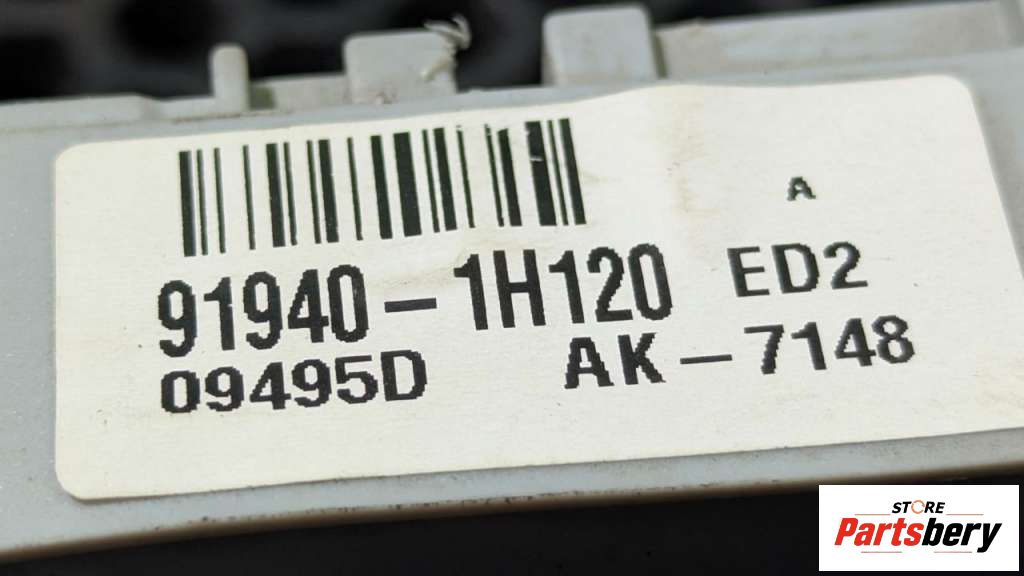 A
91940-1H120 ED2
09495D AK-7148
STORE
Partsbery